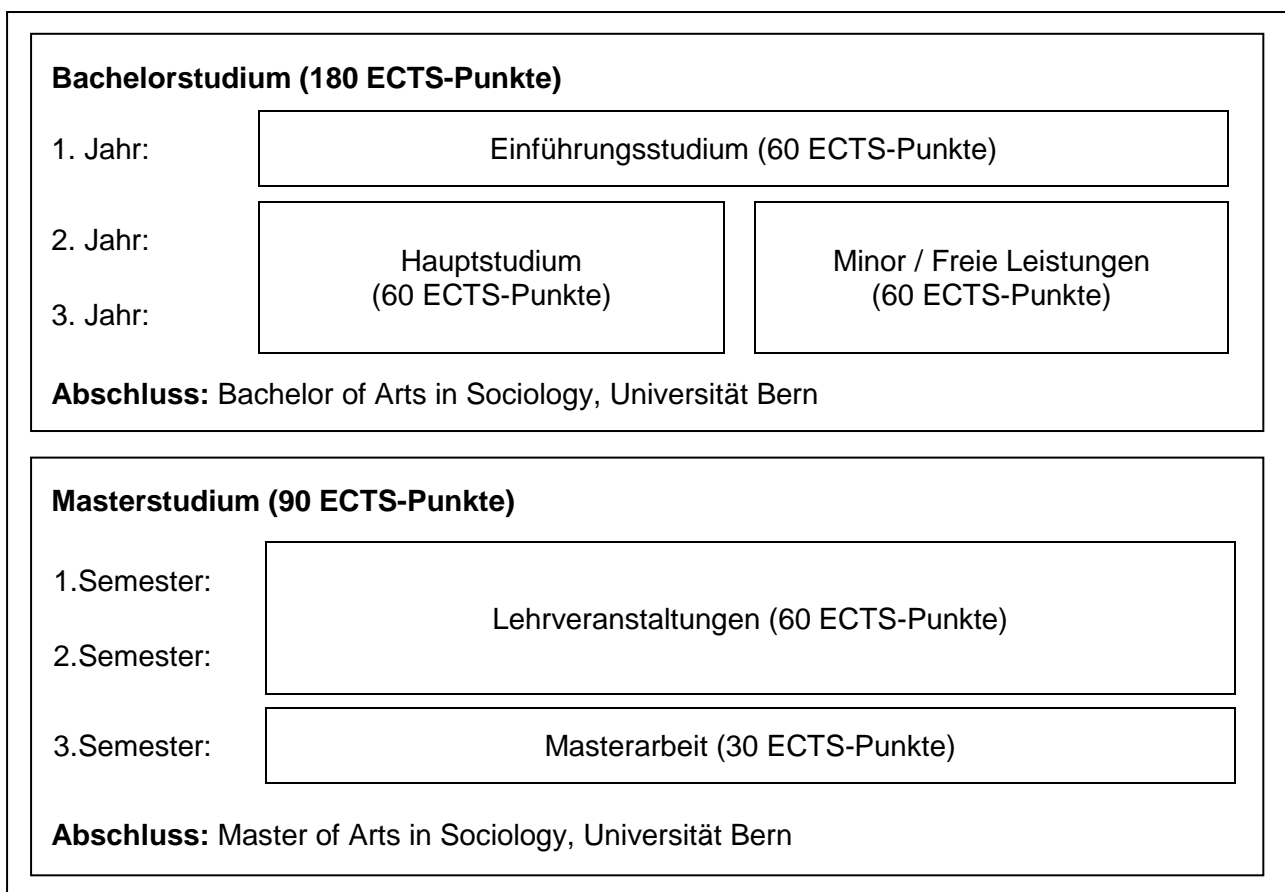 Bachelorstudium (180 ECTS-Punkte)
1. Jahr:
Einführungsstudium (60 ECTS-Punkte)
2. Jahr:
3. Jahr:
Hauptstudium
(60 ECTS-Punkte)
Minor / Freie Leistungen
(60 ECTS-Punkte)
Abschluss: Bachelor of Arts in Sociology, Universität Bern
Masterstudium (90 ECTS-Punkte)
1.Semester:
2.Semester:
Lehrveranstaltungen (60 ECTS-Punkte)
3.Semester:
Masterarbeit (30 ECTS-Punkte)
Abschluss: Master of Arts in Sociology, Universität Bern